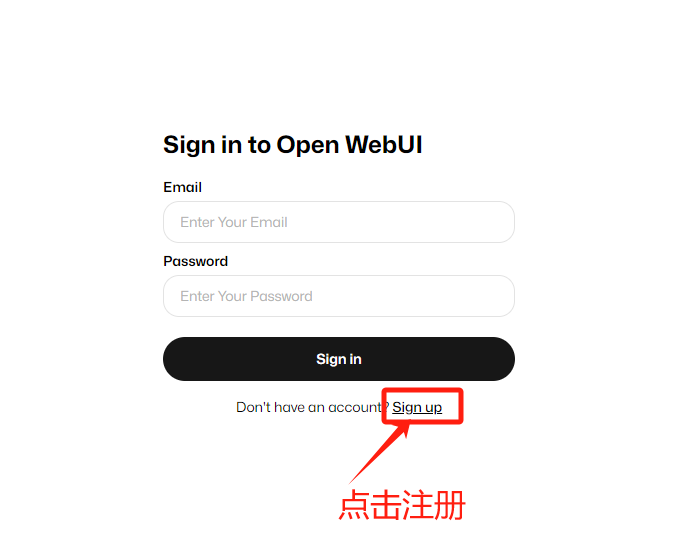 Sign in to Open WebUI
Email
Enter Your Email
Password
Enter Your Password
Sign in
Don't have an account? Sign up
点击注册